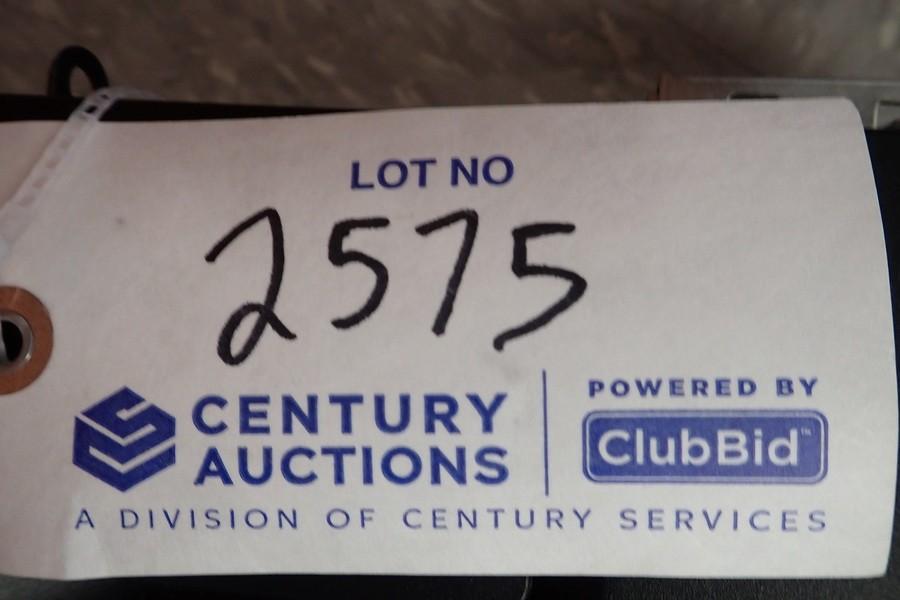 LOT NO
2575
CENTURY
AUCTIONS
POWERED BY
ClubBid™
A DIVISION OF CENTURY SERVICES